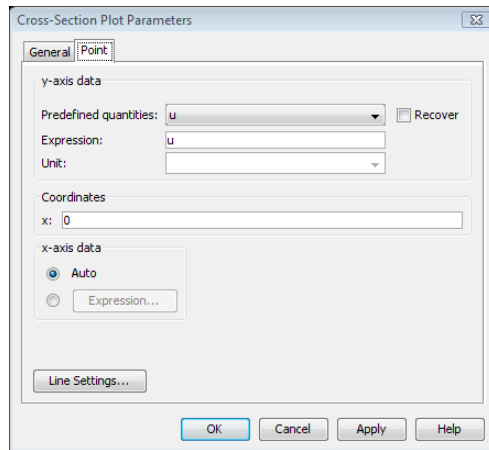 Cross-Section Plot Parameters
General Point
y-axis data
Predefined quantities: u Recover
Expression: u
Unit:
Coordinates
x: 0
x-axis data
Auto
Expression...
Line Settings...
OK Cancel Apply Help